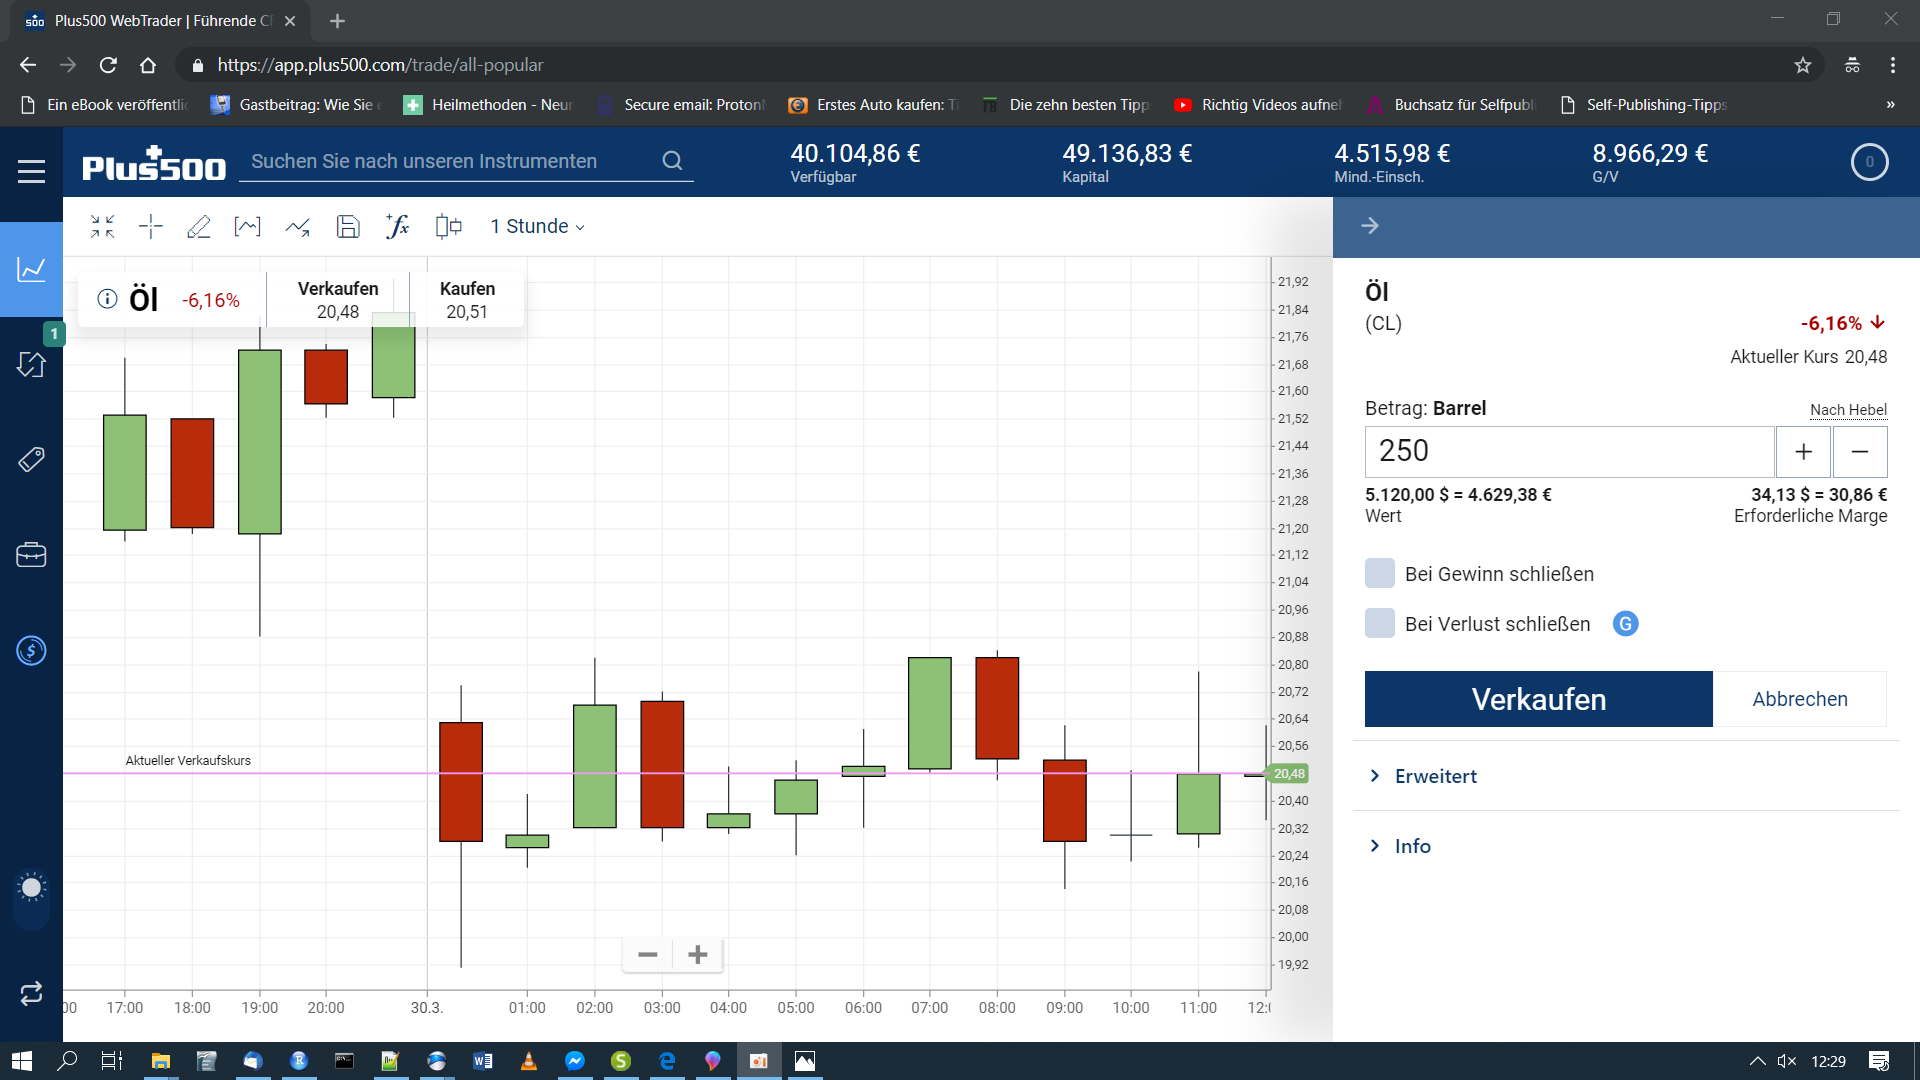 Plus500 WebTrader | Führende CF
https://app.plus500.com/trade/all-popular
Ein eBook veröffentlic
Gastbeitrag: Wie Sie e
Heilmethoden - Neur
Secure email: ProtonM
Erstes Auto kaufen: Ti
Die zehn besten Tipp
Richtig Videos aufneh
Buchsatz für Selfpubli
Self-Publishing-Tipps
»
Plus500
Suchen Sie nach unseren Instrumenten
40.104,86 €
Verfügbar
49.136,83 €
Kapital
4.515,98 €
Mind.-Einsch.
8.966,29 €
G/V
0
1 Stunde
Öl
-6,16%
Verkaufen
20,48
Kaufen
20,51
1
Aktueller Verkaufskurs
21,92
21,84
21,76
21,68
21,60
21,52
21,44
21,36
21,28
21,20
21,12
21,04
20,96
20,88
20,80
20,72
20,64
20,56
20,48
20,40
20,32
20,24
20,16
20,08
20,00
19,92
00 17:00 18:00 19:00 20:00 30.3. 01:00 02:00 03:00 04:00 05:00 06:00 07:00 08:00 09:00 10:00 11:00 12:0
Öl
(CL)
-6,16%
Aktueller Kurs 20,48
Betrag: Barrel
Nach Hebel
250
+ −
5.120,00 $ = 4.629,38 €
Wert
34,13 $ = 30,86 €
Erforderliche Marge
Bei Gewinn schließen
Bei Verlust schließen G
Verkaufen
Abbrechen
Erweitert
Info
12:29